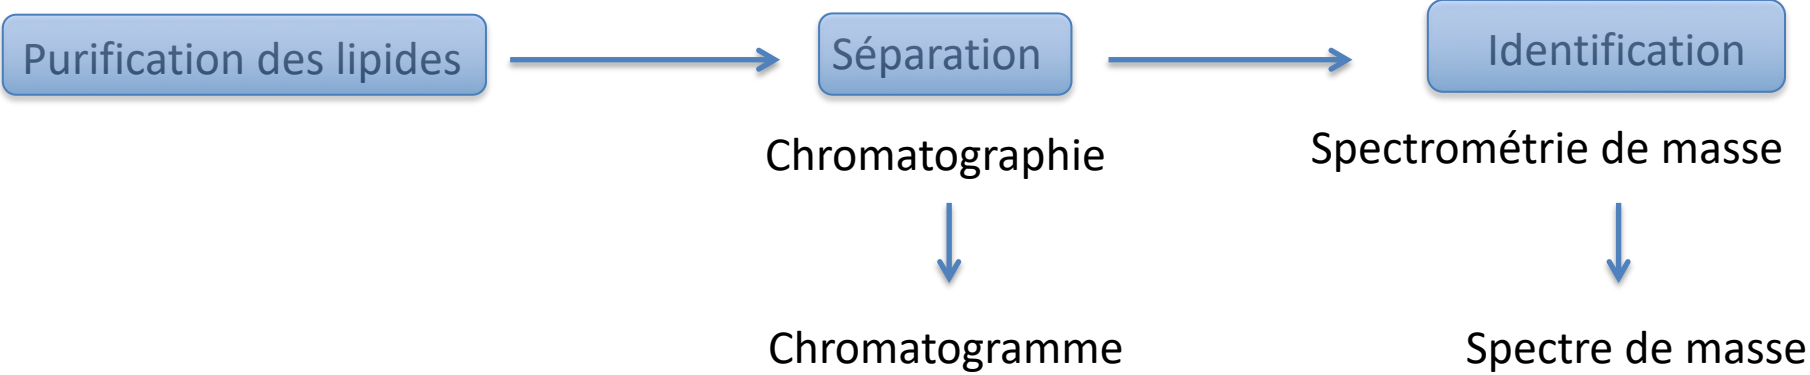 Purification des lipides
Séparation
Identification
Chromatographie
Spectrométrie de masse
Chromatogramme
Spectre de masse